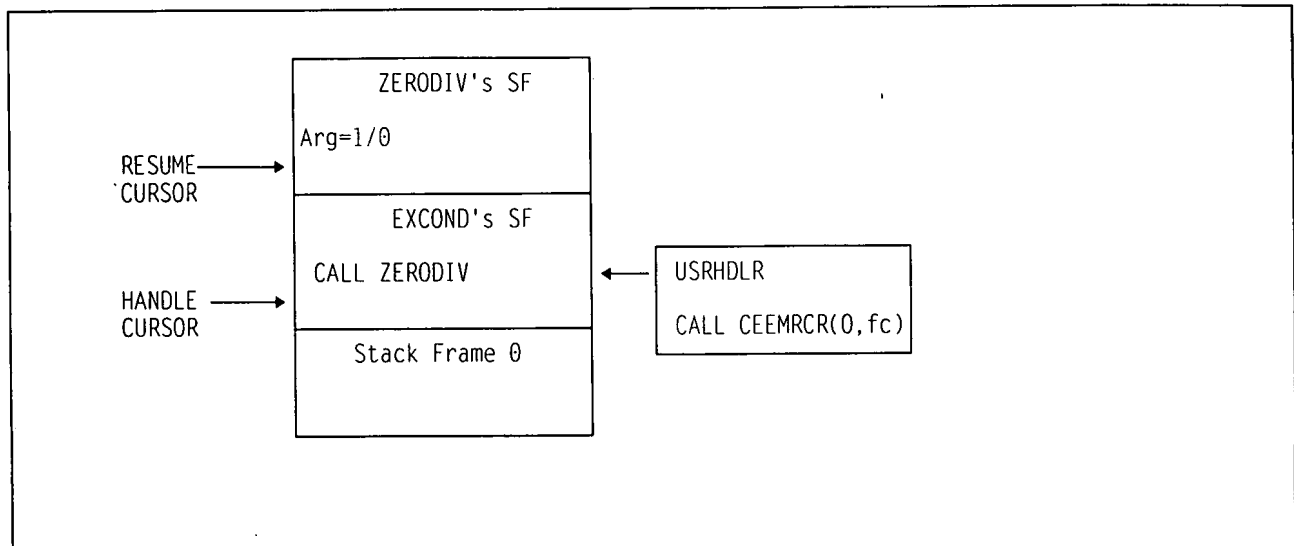 ZERODIV's SF
Arg=1/0
RESUME
CURSOR
EXCOND's SF
CALL ZERODIV
HANDLE
CURSOR
USRHDLR
CALL CEEMRCR(0,fc)
Stack Frame 0